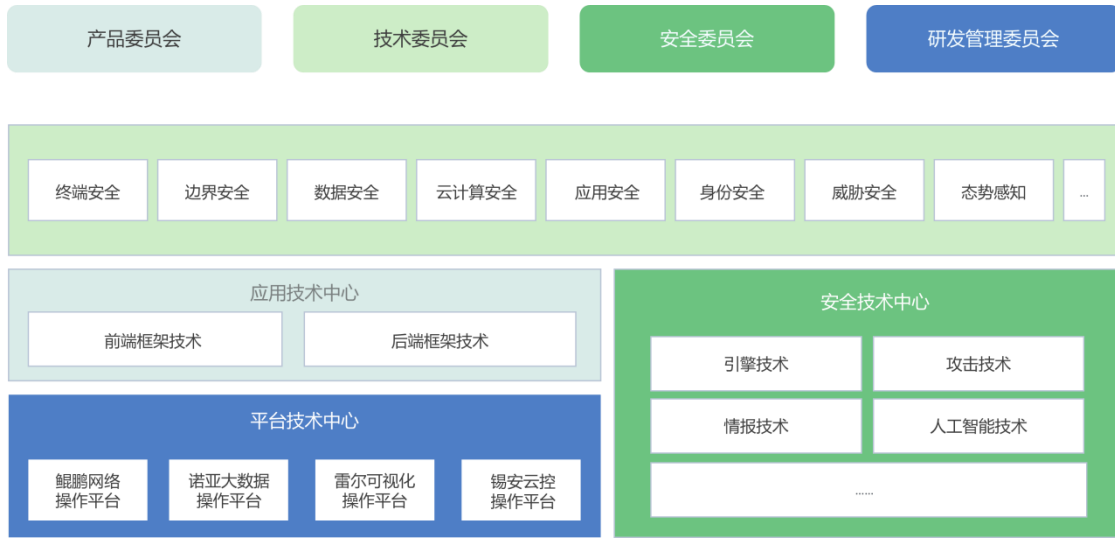 产品委员会
技术委员会
安全委员会
研发管理委员会
终端安全
边界安全
数据安全
云计算安全
应用安全
身份安全
威胁安全
态势感知
...
应用技术中心
前端框架技术
后端框架技术
安全技术中心
引擎技术
攻击技术
情报技术
人工智能技术
......
平台技术中心
鲲鹏网络
操作平台
诺亚大数据
操作平台
雷尔可视化
操作平台
锡安云控
操作平台